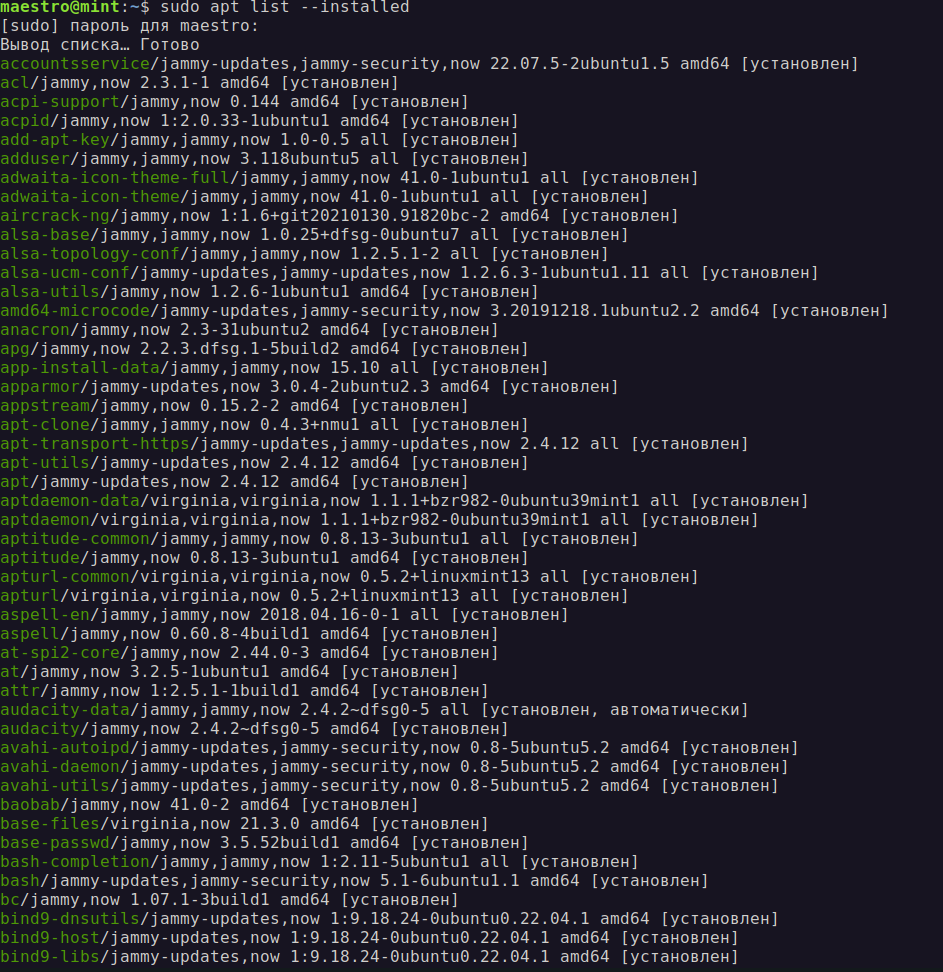 maestro@mint:~$ sudo apt list --installed
[sudo] пароль для maestro:
Вывод списка… Готово
accountsservice/jammy-updates,jammy-security,now 22.07.5-2ubuntu1.5 amd64 [установлен]
acl/jammy,now 2.3.1-1 amd64 [установлен]
acpi-support/jammy,now 0.144 amd64 [установлен]
acpid/jammy,now 1:2.0.33-1ubuntu1 amd64 [установлен]
add-apt-key/jammy,jammy,now 1.0-0.5 all [установлен]
adduser/jammy,jammy,now 3.118ubuntu5 all [установлен]
adwaita-icon-theme-full/jammy,jammy,now 41.0-1ubuntu1 all [установлен]
adwaita-icon-theme/jammy,jammy,now 41.0-1ubuntu1 all [установлен]
aircrack-ng/jammy,now 1:1.6+git20210130.91820bc-2 amd64 [установлен]
alsa-base/jammy,jammy,now 1.0.25+dfsg-0ubuntu7 all [установлен]
alsa-topology-conf/jammy,jammy,now 1.2.5.1-2 all [установлен]
alsa-ucm-conf/jammy-updates,jammy-updates,now 1.2.6.3-1ubuntu1.11 all [установлен]
alsa-utils/jammy,now 1.2.6-1ubuntu1 amd64 [установлен]
amd64-microcode/jammy-updates,jammy-security,now 3.20191218.1ubuntu2.2 amd64 [установлен]
anacron/jammy,now 2.3-31ubuntu2 amd64 [установлен]
apg/jammy,now 2.2.3.dfsg.1-5build2 amd64 [установлен]
app-install-data/jammy,jammy,now 15.10 all [установлен]
apparmor/jammy-updates,now 3.0.4-2ubuntu2.3 amd64 [установлен]
appstream/jammy,now 0.15.2-2 amd64 [установлен]
apt-clone/jammy,jammy,now 0.4.3+nmu1 all [установлен]
apt-transport-https/jammy-updates,jammy-updates,now 2.4.12 all [установлен]
apt-utils/jammy-updates,now 2.4.12 amd64 [установлен]
apt/jammy-updates,now 2.4.12 amd64 [установлен]
aptdaemon-data/virginia,virginia,now 1.1.1+bzr982-0ubuntu39mint1 all [установлен]
aptdaemon/virginia,virginia,now 1.1.1+bzr982-0ubuntu39mint1 all [установлен]
aptitude-common/jammy,jammy,now 0.8.13-3ubuntu1 all [установлен]
aptitude/jammy,now 0.8.13-3ubuntu1 amd64 [установлен]
apturl-common/virginia,virginia,now 0.5.2+linuxmint13 all [установлен]
apturl/virginia,virginia,now 0.5.2+linuxmint13 all [установлен]
aspell-en/jammy,jammy,now 2018.04.16-0-1 all [установлен]
aspell/jammy,now 0.60.8-4build1 amd64 [установлен]
at-spi2-core/jammy,now 2.44.0-3 amd64 [установлен]
at/jammy,now 3.2.5-1ubuntu1 amd64 [установлен]
attr/jammy,now 1:2.5.1-1build1 amd64 [установлен]
audacity-data/jammy,jammy,now 2.4.2~dfsg0-5 all [установлен, автоматически]
audacity/jammy,now 2.4.2~dfsg0-5 amd64 [установлен]
avahi-autoipd/jammy-updates,jammy-security,now 0.8-5ubuntu5.2 amd64 [установлен]
avahi-daemon/jammy-updates,jammy-security,now 0.8-5ubuntu5.2 amd64 [установлен]
avahi-utils/jammy-updates,jammy-security,now 0.8-5ubuntu5.2 amd64 [установлен]
baobab/jammy,now 41.0-2 amd64 [установлен]
base-files/virginia,now 21.3.0 amd64 [установлен]
base-passwd/jammy,now 3.5.52build1 amd64 [установлен]
bash-completion/jammy,jammy,now 1:2.11-5ubuntu1 all [установлен]
bash/jammy-updates,jammy-security,now 5.1-6ubuntu1.1 amd64 [установлен]
bc/jammy,now 1.07.1-3build1 amd64 [установлен]
bind9-dnsutils/jammy-updates,now 1:9.18.24-0ubuntu0.22.04.1 amd64 [установлен]
bind9-host/jammy-updates,now 1:9.18.24-0ubuntu0.22.04.1 amd64 [установлен]
bind9-libs/jammy-updates,now 1:9.18.24-0ubuntu0.22.04.1 amd64 [установлен]